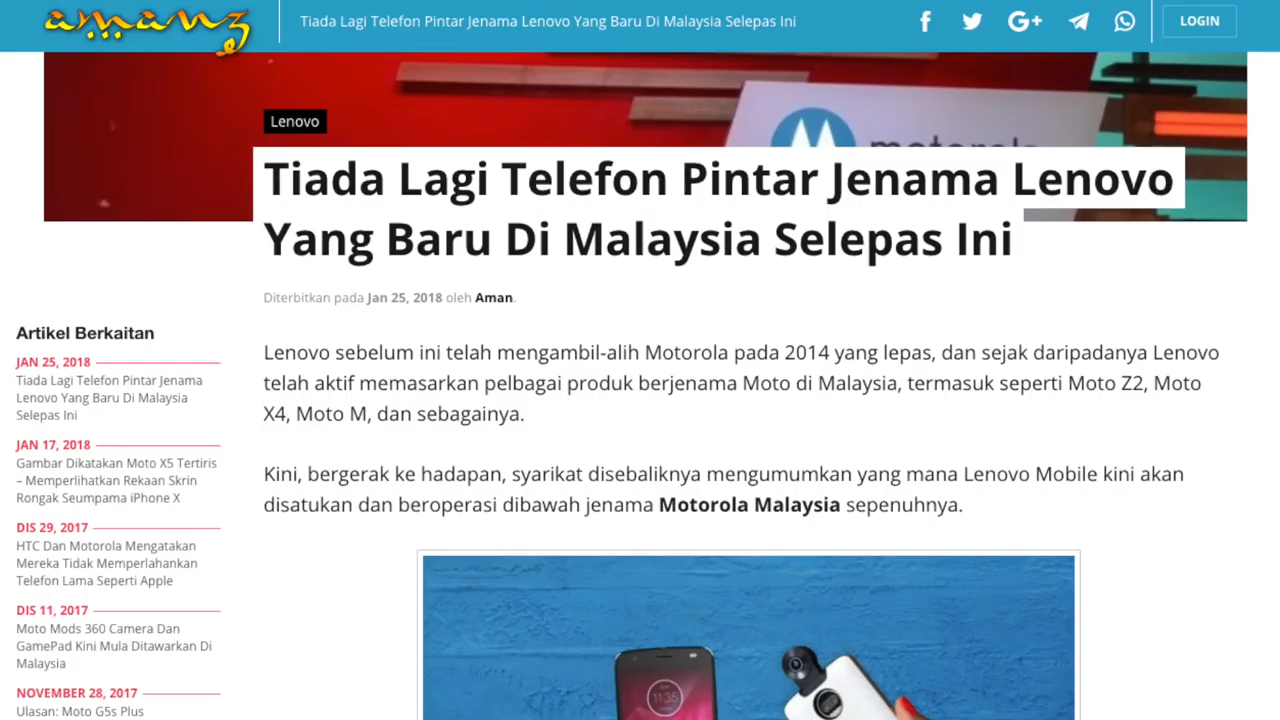 amanz
Tiada Lagi Telefon Pintar Jenama Lenovo Yang Baru Di Malaysia Selepas Ini
G+
LOGIN
Lenovo
motorola
Tiada Lagi Telefon Pintar Jenama Lenovo
Yang Baru Di Malaysia Selepas Ini
Diterbitkan pada Jan 25, 2018 oleh Aman.
Artikel Berkaitan
JAN 25, 2018
Tiada Lagi Telefon Pintar Jenama
Lenovo Yang Baru Di Malaysia
Selepas Ini
JAN 17, 2018
Gambar Dikatakan Moto X5 Tertiris
– Memperlihatkan Rekaan Skrin
Rongak Seumpama iPhone X
DIS 29, 2017
HTC Dan Motorola Mengatakan
Mereka Tidak Memperlahankan
Telefon Lama Seperti Apple
DIS 11, 2017
Moto Mods 360 Camera Dan
GamePad Kini Mula Ditawarkan Di
Malaysia
NOVEMBER 28, 2017
Ulasan: Moto G5s Plus
Lenovo sebelum ini telah mengambil-alih Motorola pada 2014 yang lepas, dan sejak daripadanya Lenovo
telah aktif memasarkan pelbagai produk berjenama Moto di Malaysia, termasuk seperti Moto Z2, Moto
X4, Moto M, dan sebagainya.
Kini, bergerak ke hadapan, syarikat disebaliknya mengumumkan yang mana Lenovo Mobile kini akan
disatukan dan beroperasi dibawah jenama Motorola Malaysia sepenuhnya.
11:35